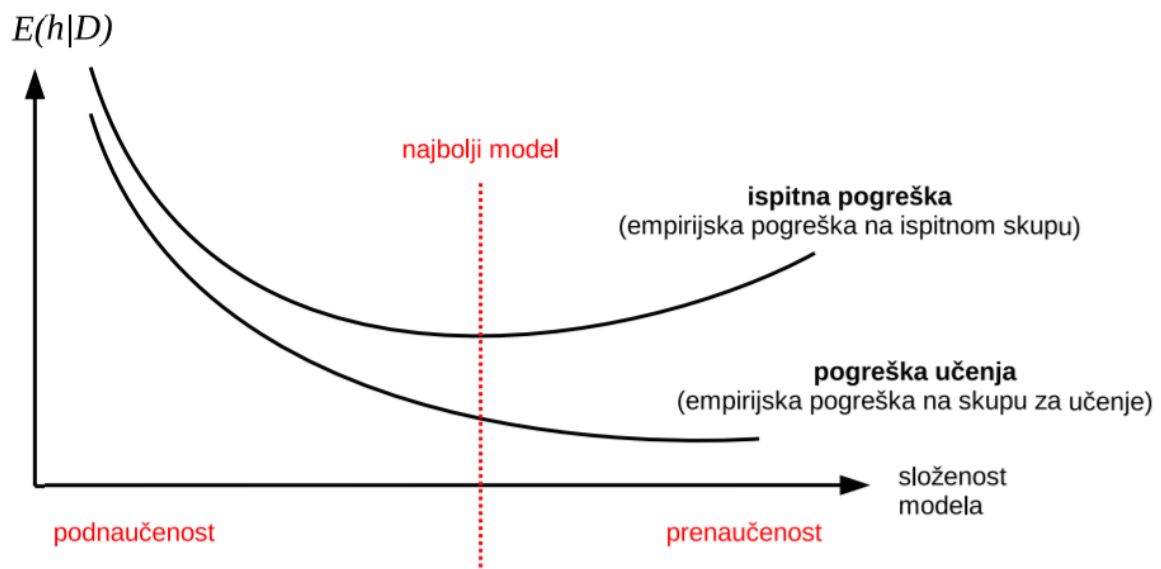 E(h|D)
najbolji model
ispitna pogreška
(empirijska pogreška na ispitnom skupu)
pogreška učenja
(empirijska pogreška na skupu za učenje)
složenost
modela
podnaučenost
prenaučenost